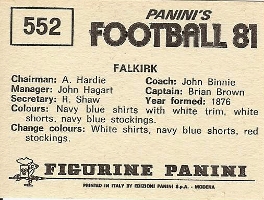 552
PANINI'S
FOOTBALL 81
FALKIRK
Chairman: A. Hardie
Coach: John Binnie
Manager: John Hagart
Captain: Brian Brown
Secretary: R. Shaw
Year formed: 1876
Colours: Navy blue shirts with white trim, white
shorts, navy blue stockings.
Change colours: White shirts, navy blue shorts, red
stockings.
FIGURINE PANINI
PRINTED IN ITALY BY EDIZIONI PANINI S.p.A. - MODENA